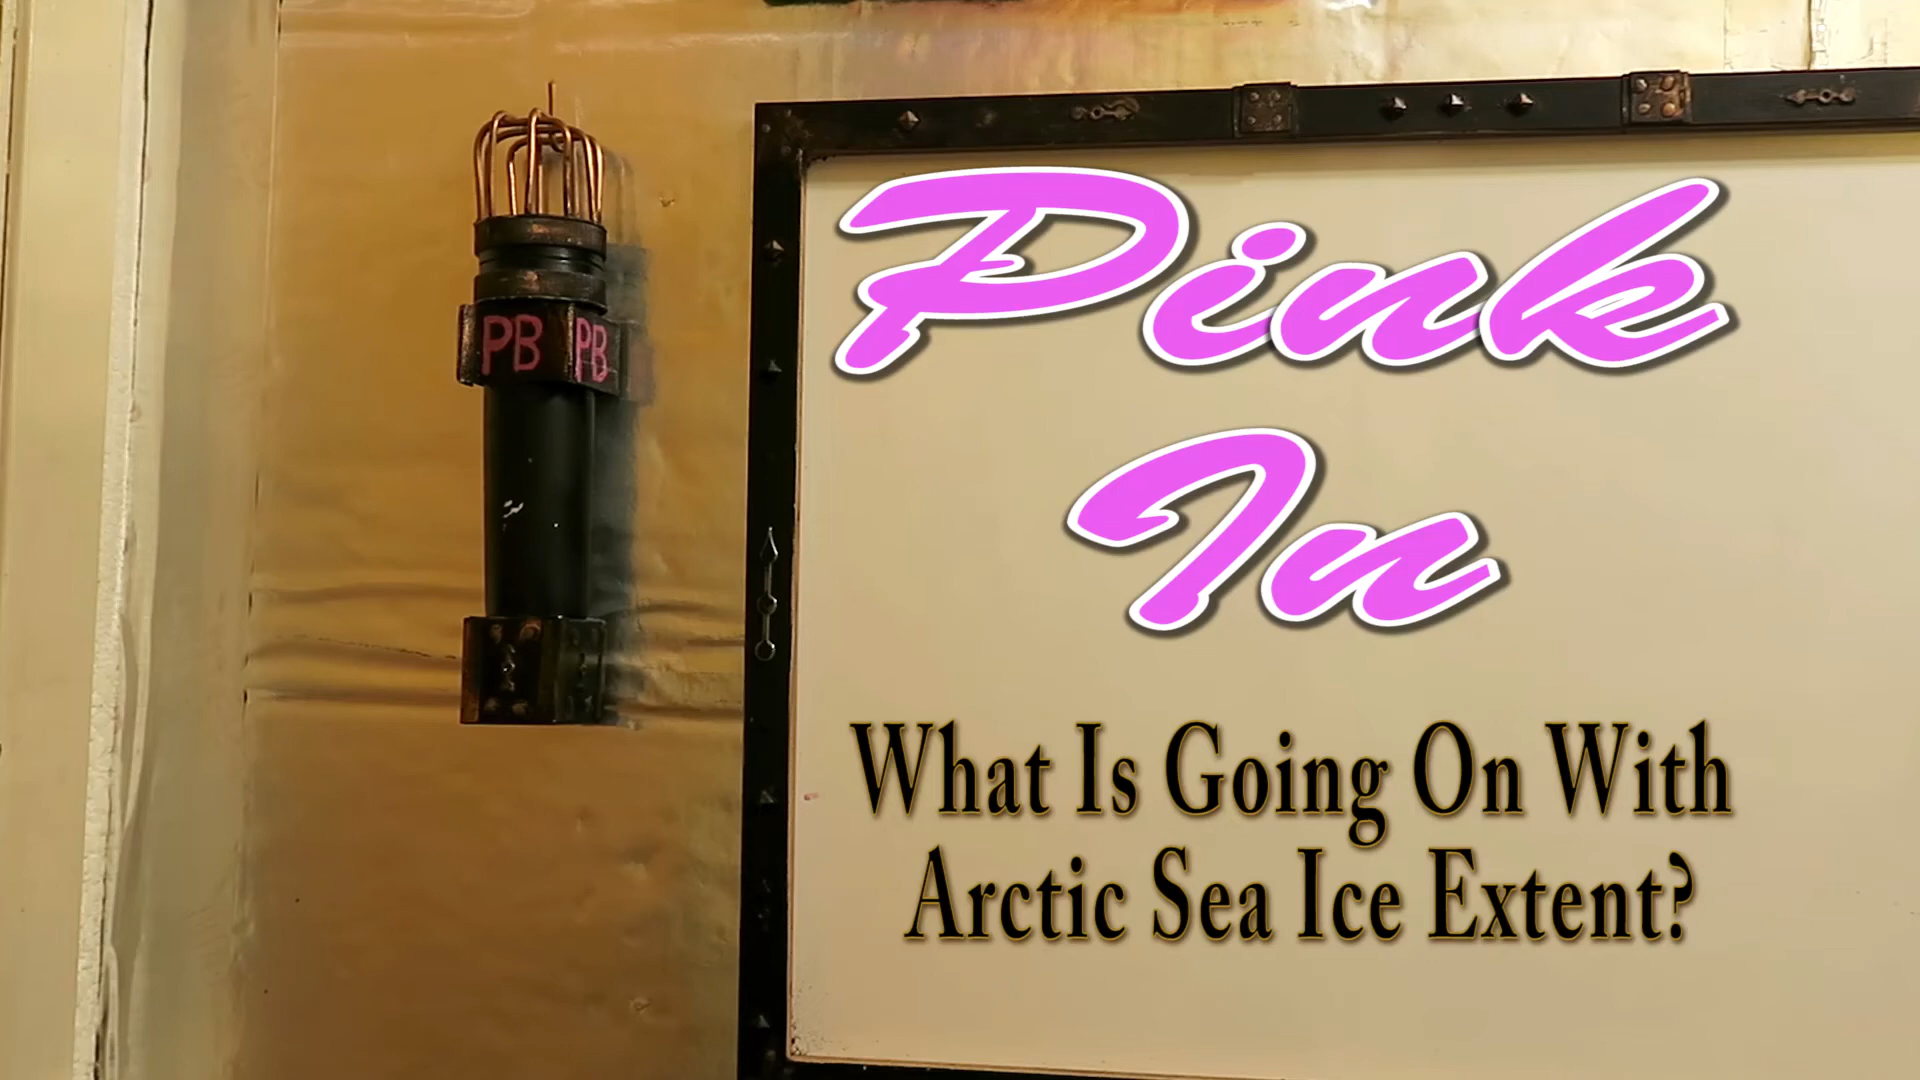 PB PB
Pink
In
What Is Going On With
Arctic Sea Ice Extent?